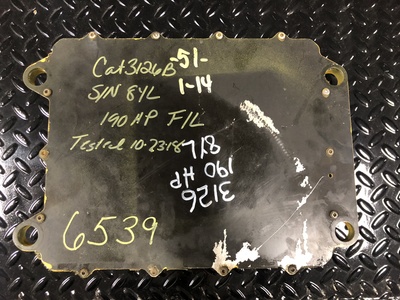 Cat 3126B
-51-
S/N 8YL
1-14
190 HP F/L
Tested 10-23-18
8YL
190 HP
3126
6539